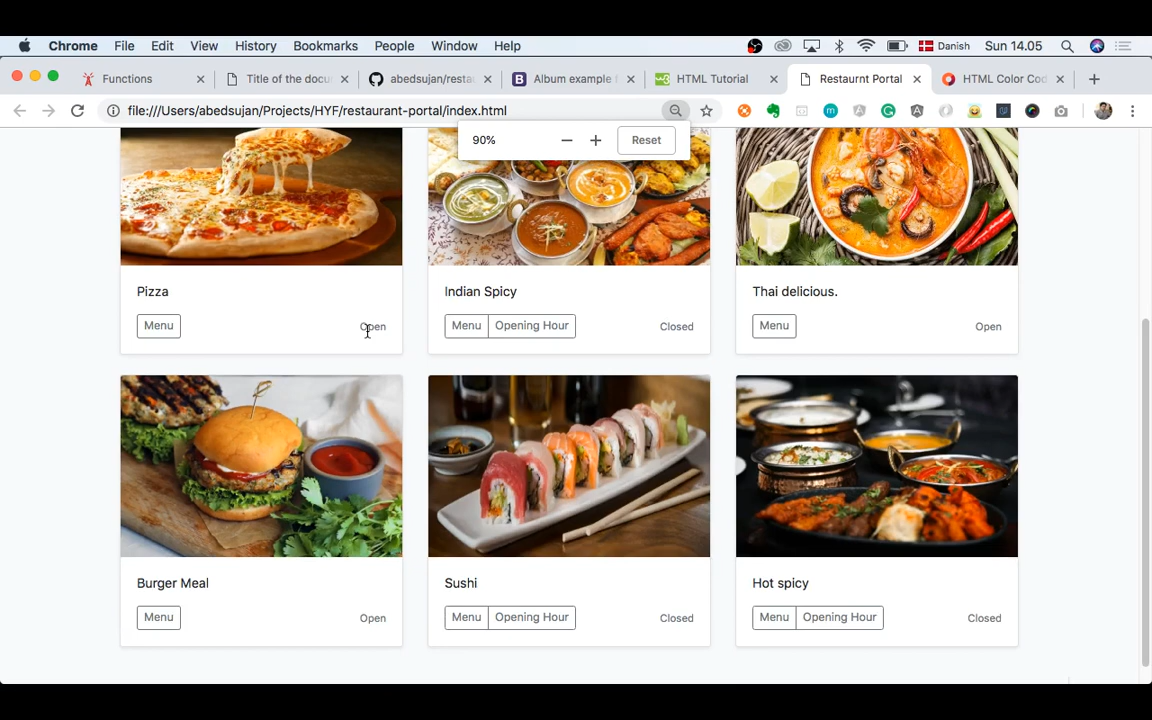 Chrome File Edit View History Bookmarks People Window Help Danish Sun 14.05
Functions Title of the docu abedsujan/resta Album example HTML Tutorial Restaurnt Portal HTML Color Cod
file:///Users/abedsujan/Projects/HYF/restaurant-portal/index.html
90% Reset
Pizza Indian Spicy Thai delicious.
Menu Open Menu Opening Hour Closed Menu Open
Burger Meal Sushi Hot spicy
Menu Open Menu Opening Hour Closed Menu Opening Hour Closed